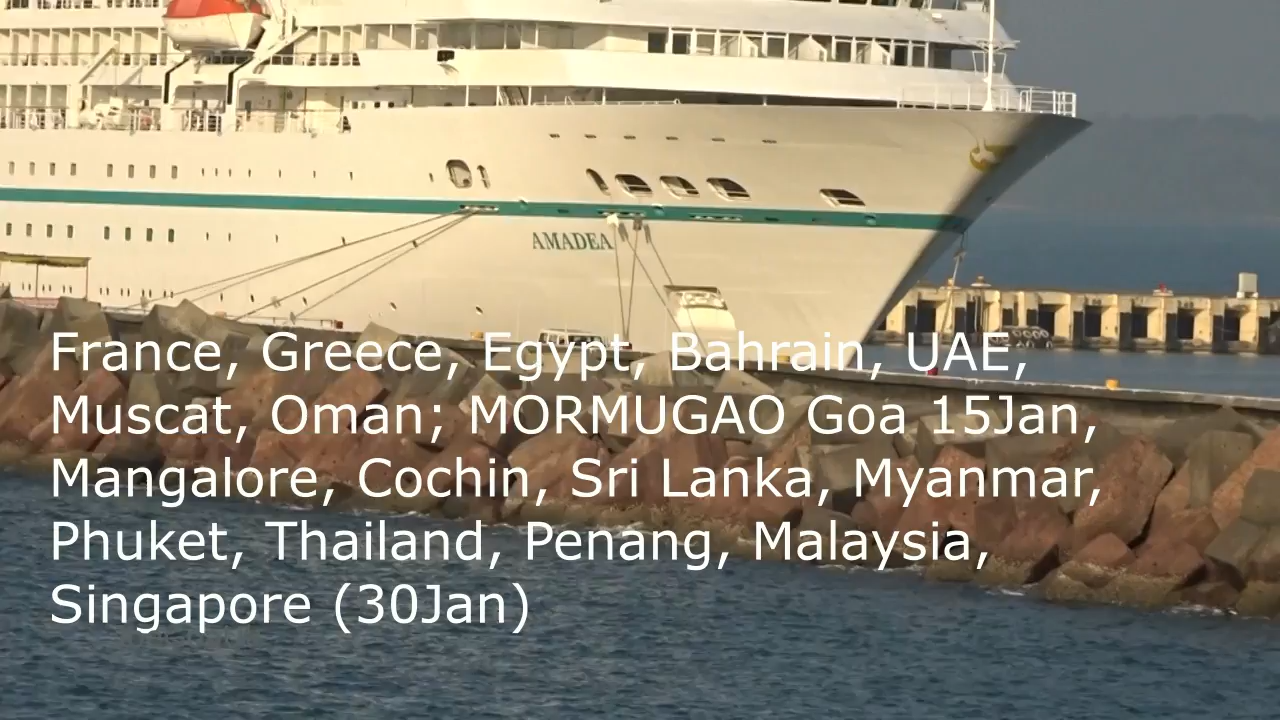 AMADEA
France, Greece, Egypt, Bahrain, UAE,
Muscat, Oman; MORMUGAO Goa 15Jan,
Mangalore, Cochin, Sri Lanka, Myanmar,
Phuket, Thailand, Penang, Malaysia,
Singapore (30Jan)